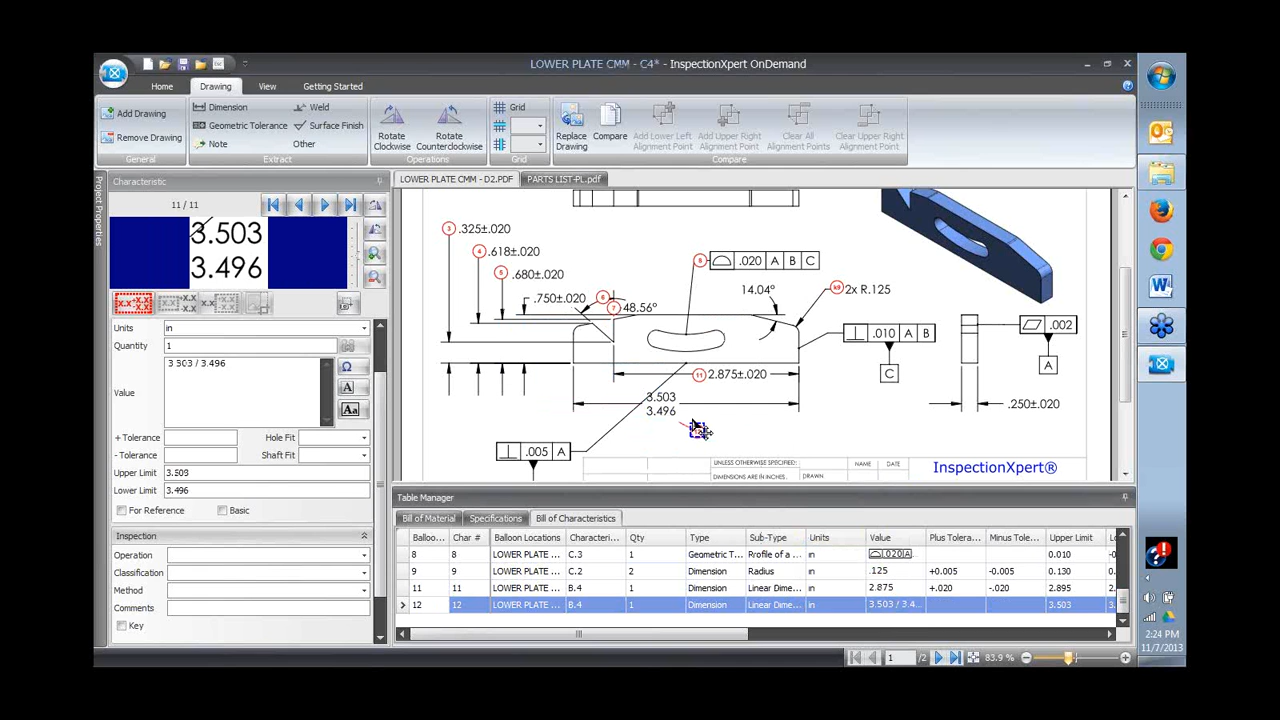 LOWER PLATE CMM - C4* - InspectionXpert OnDemand
Home
Drawing
View
Getting Started
Add Drawing
Remove Drawing
General
Dimension
Weld
Geometric Tolerance
Surface Finish
Note
Other
Extract
Rotate Clockwise
Rotate Counterclockwise
Operations
Grid
Grid
Replace Drawing
Compare
Add Lower Left Alignment Point
Add Upper Right Alignment Point
Clear All Alignment Points
Clear Upper Right Alignment Point
Compare
Project Properties
Characteristic
11 / 11
3.503
3.496
Units
in
Quantity
1
Value
3.503 / 3.496
+ Tolerance
Hole Fit
- Tolerance
Shaft Fit
Upper Limit
3.503
Lower Limit
3.496
For Reference
Basic
Inspection
Operation
Classification
Method
Comments
Key
LOWER PLATE CMM - D2.PDF
PARTS LIST-PL.pdf
3 .325±.020
4 .618±.020
5 .680±.020
.750±.020
6
7 48.56°
.020 A B C
14.04°
2x R.125
.010 A B
C
.002
A
11 2.875±.020
3.503
3.496
.250±.020
.005 A
UNLESS OTHERWISE SPECIFIED:
DIMENSIONS ARE IN INCHES.
NAME DATE
DRAWN
InspectionXpert®
Table Manager
Bill of Material
Specifications
Bill of Characteristics
Balloo... Char # Balloon Locations Characteri... Qty Type Sub-Type Units Value Plus Toleran... Minus Tole... Upper Limit
8 8 LOWER PLATE ... C.3 1 Geometric T... Profile of a ... in .020 A 0.010
9 9 LOWER PLATE ... C.2 2 Dimension Radius in .125 +0.005 -0.005 0.130
11 11 LOWER PLATE ... B.4 1 Dimension Linear Dime... in 2.875 +.020 -.020 2.895
12 12 LOWER PLATE ... B.4 1 Dimension Linear Dime... in 3.503 / 3.4... 3.503
1 /2
83.9 %
2:24 PM
11/7/2013